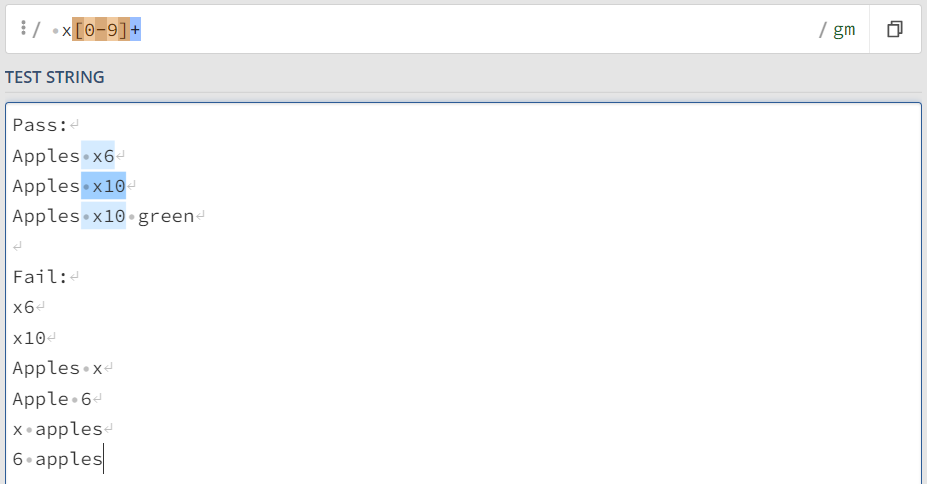 / ·x[0-9]+ / gm
TEST STRING
Pass:↵
Apples·x6↵
Apples·x10↵
Apples·x10·green↵
↵
Fail:↵
x6↵
x10↵
Apples·x↵
Apple·6↵
x·apples↵
6·apples